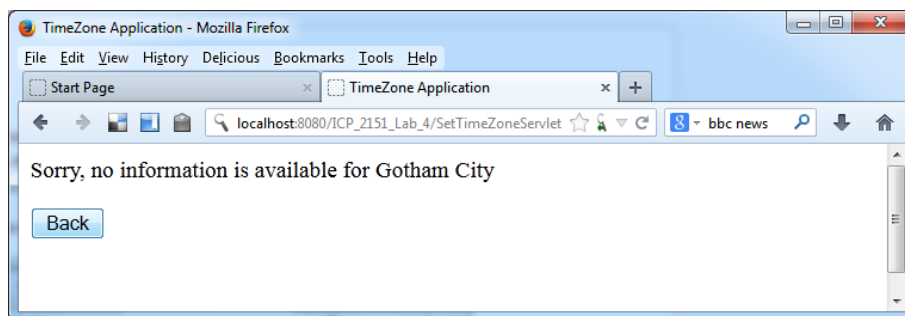 TimeZone Application - Mozilla Firefox
File Edit View History Delicious Bookmarks Tools Help
Start Page
TimeZone Application
localhost:8080/ICP_2151_Lab_4/SetTimeZoneServlet
8 bbc news
Sorry, no information is available for Gotham City
Back